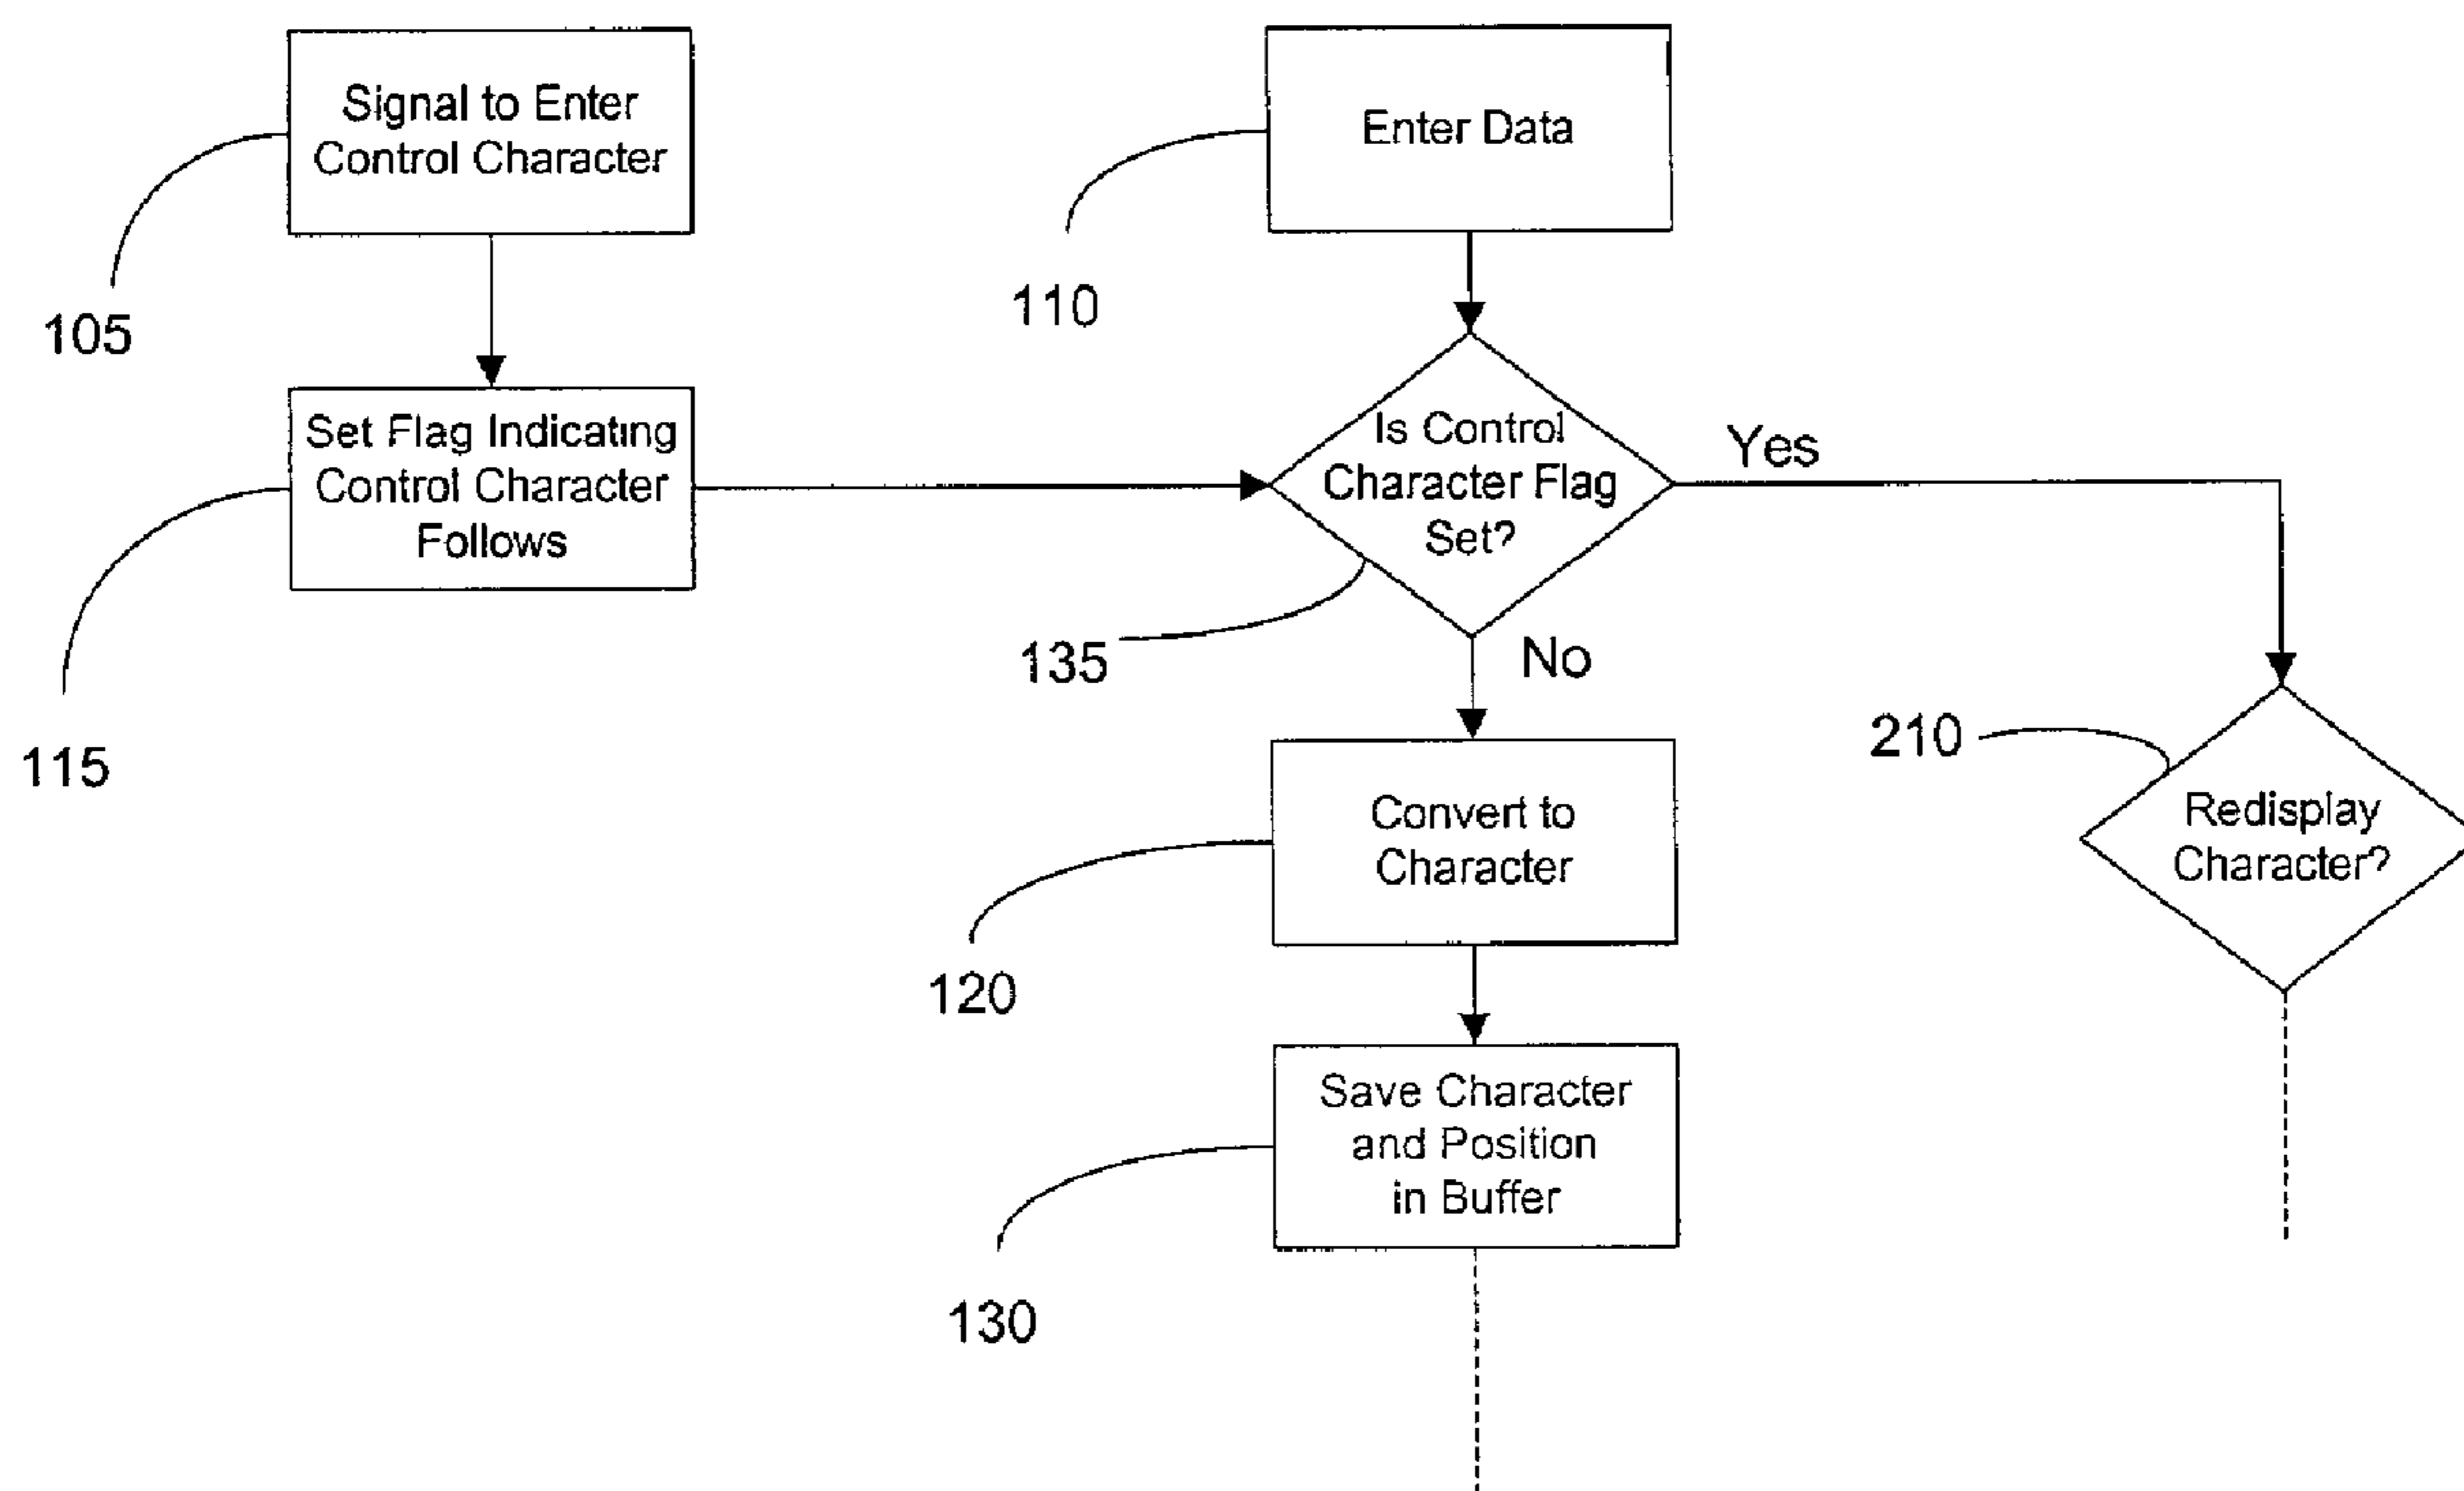 Signal to Enter
Control Character
105
Set Flag Indicating
Control Character
Follows
115
Enter Data
110
Is Control
Character Flag
Set?
135
Yes
No
Convert to
Character
120
Save Character
and Position
in Buffer
130
210
Redisplay
Character?